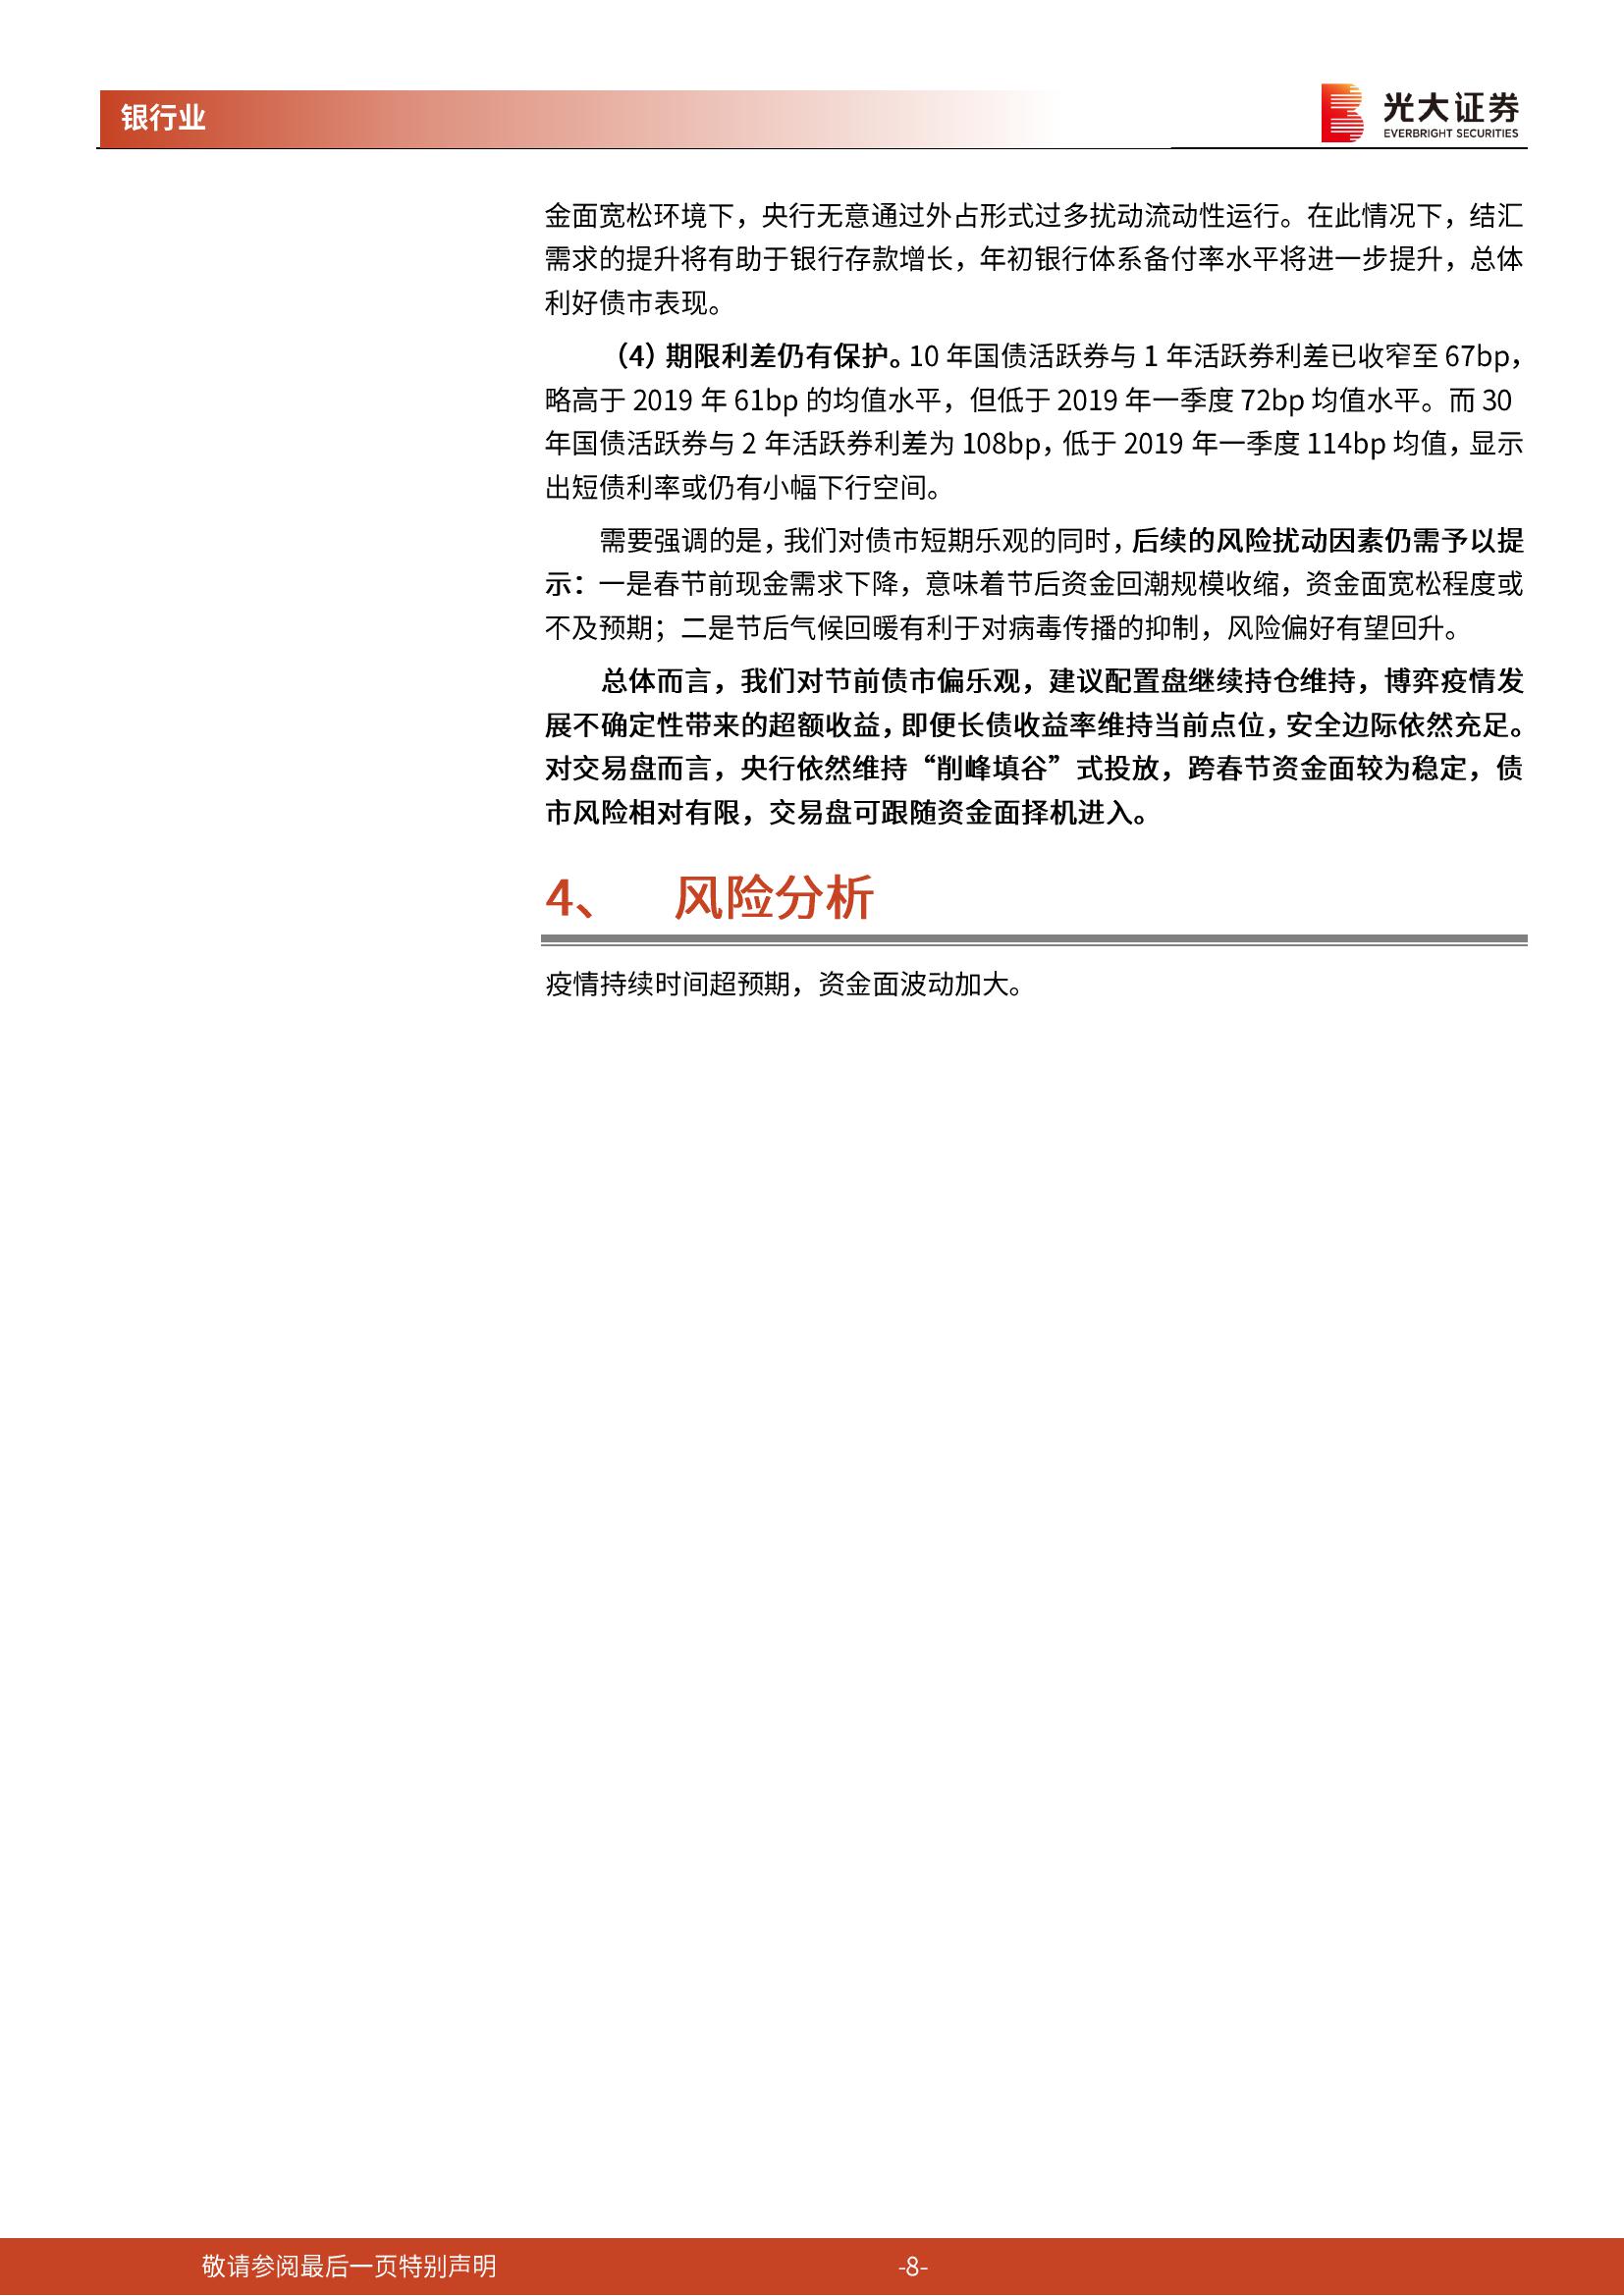 银行业
光大证券
EVERBRIGHT SECURITIES
金面宽松环境下，央行无意通过外占形式过多扰动流动性运行。在此情况下，结汇
需求的提升将有助于银行存款增长，年初银行体系备付率水平将进一步提升，总体
利好债市表现。
（4）期限利差仍有保护。10 年国债活跃券与 1 年活跃券利差已收窄至 67bp，
略高于 2019 年 61bp 的均值水平，但低于 2019 年一季度 72bp 均值水平。而 30
年国债活跃券与 2 年活跃券利差为 108bp，低于 2019 年一季度 114bp 均值，显示
出短债利率或仍有小幅下行空间。
需要强调的是，我们对债市短期乐观的同时，后续的风险扰动因素仍需予以提
示：一是春节前现金需求下降，意味着节后资金回潮规模收缩，资金面宽松程度或
不及预期；二是节后气候回暖有利于对病毒传播的抑制，风险偏好有望回升。
总体而言，我们对节前债市偏乐观，建议配置盘继续持仓维持，博弈疫情发
展不确定性带来的超额收益，即便长债收益率维持当前点位，安全边际依然充足。
对交易盘而言，央行依然维持“削峰填谷”式投放，跨春节资金面较为稳定，债
市风险相对有限，交易盘可跟随资金面择机进入。
4、 风险分析
疫情持续时间超预期，资金面波动加大。
敬请参阅最后一页特别声明
-8-